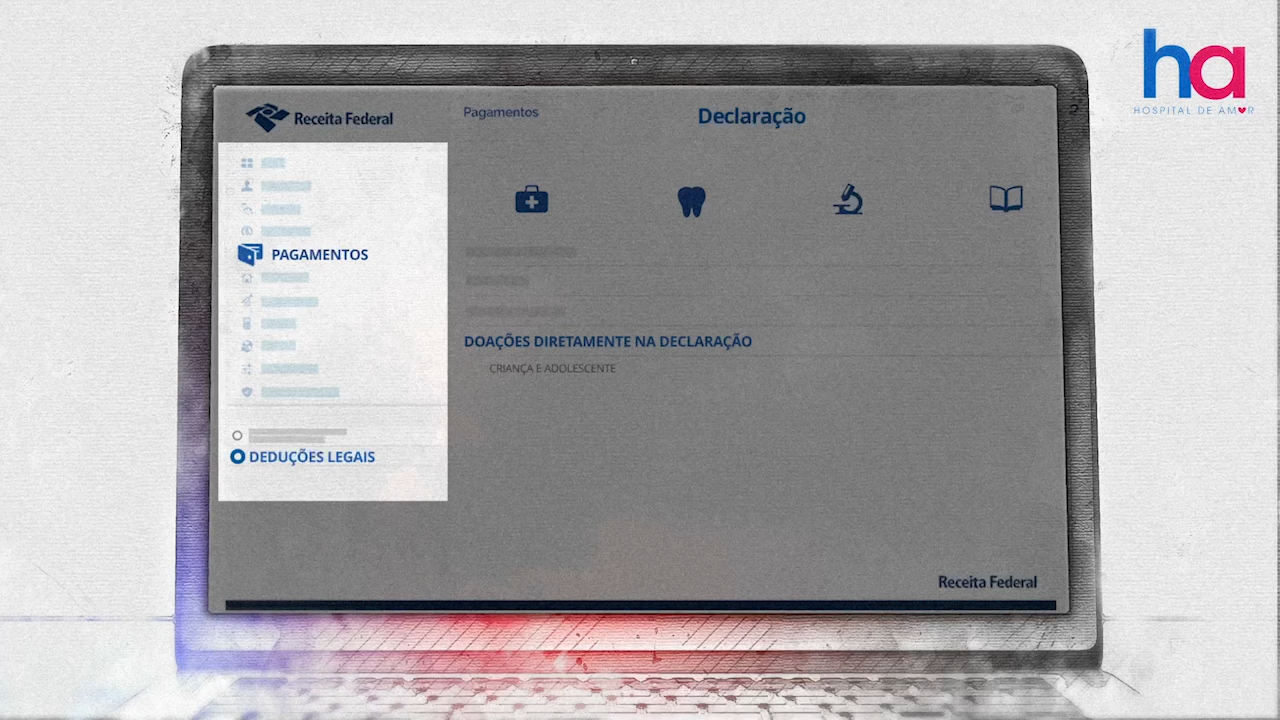 ha
HOSPITAL DE AMOR
Receita Federal
Pagamentos
Declaração
PAGAMENTOS
DEDUÇÕES LEGAIS
DOAÇÕES DIRETAMENTE NA DECLARAÇÃO
CRIANÇA E ADOLESCENTE
Receita Federal